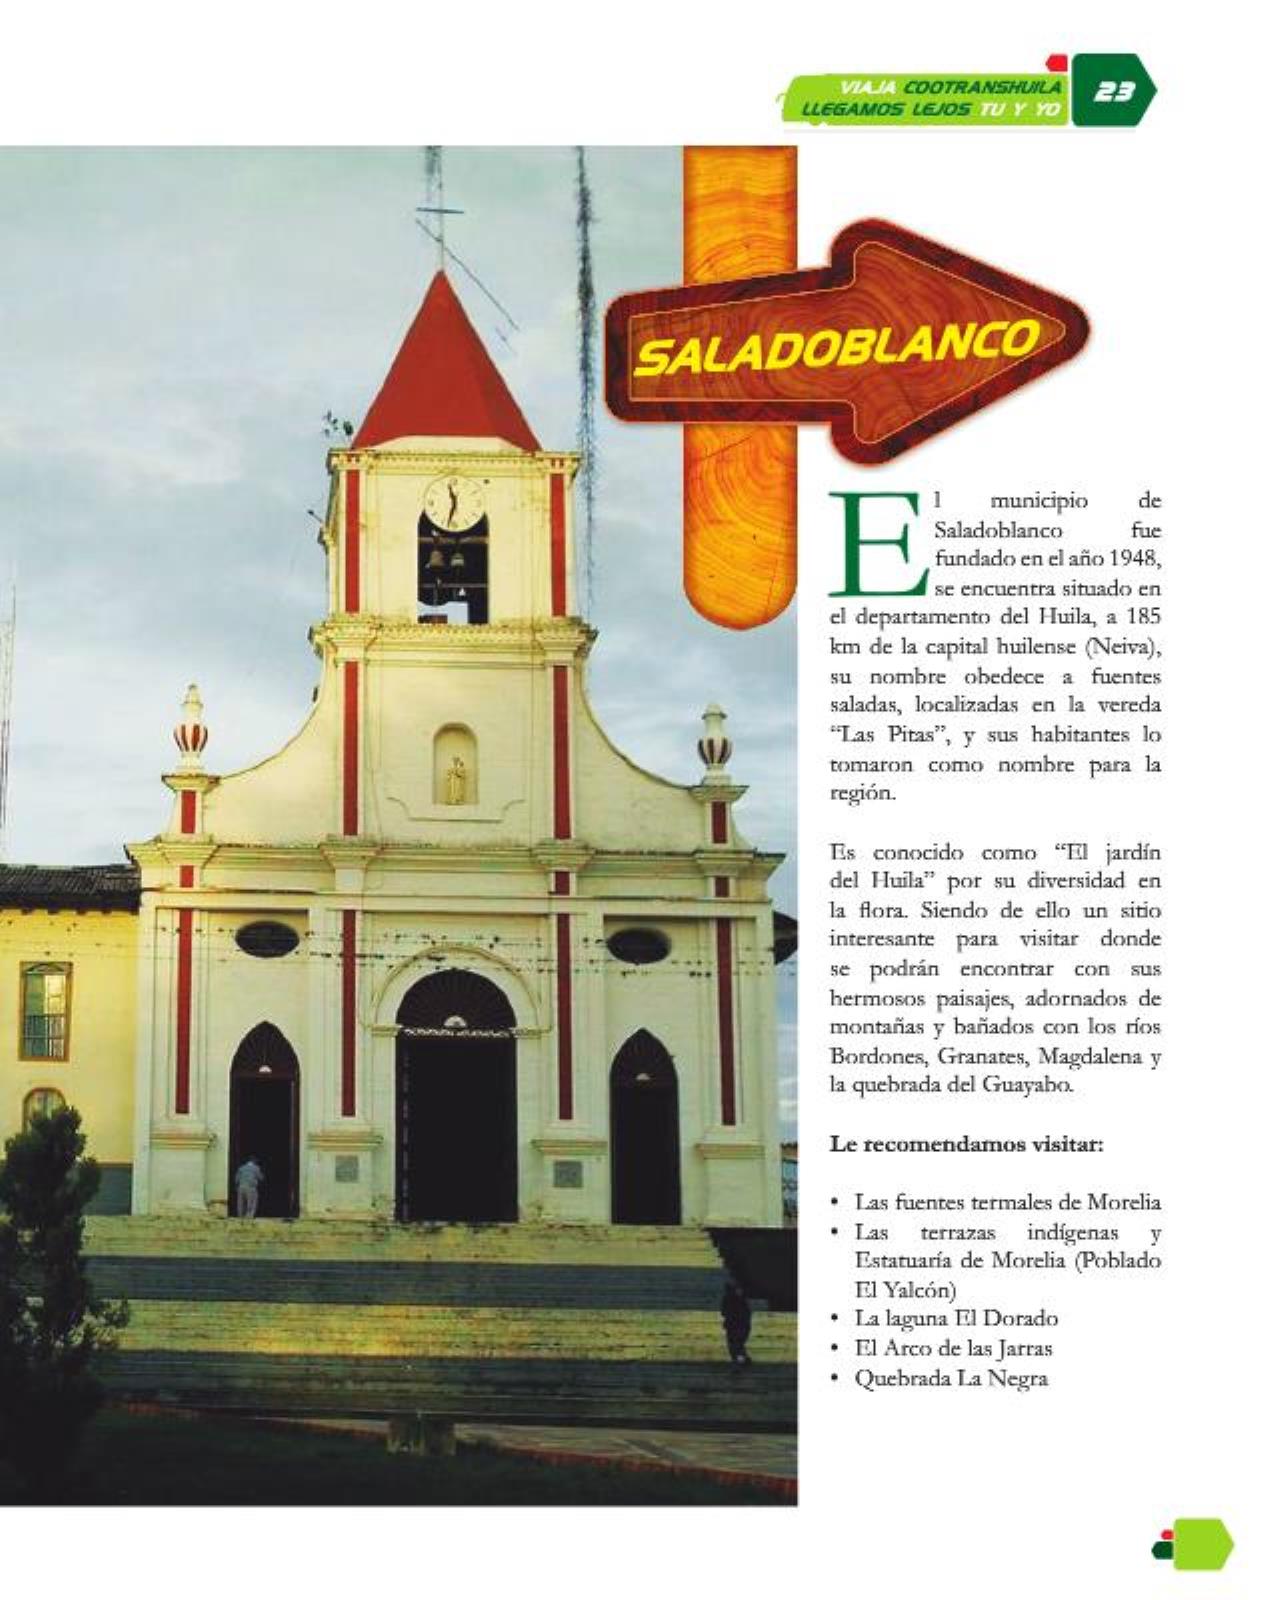 VIAJA COOTRANSHUILA
LLEGAMOS LEJOS TU Y YO
23
SALADOBLANCO
El municipio de
Saladoblanco fue
fundado en el año 1948,
se encuentra situado en
el departamento del Huila, a 185
km de la capital huilense (Neiva),
su nombre obedece a fuentes
saladas, localizadas en la vereda
“Las Pitas”, y sus habitantes lo
tomaron como nombre para la
región.
Es conocido como “El jardín
del Huila” por su diversidad en
la flora. Siendo de ello un sitio
interesante para visitar donde
se podrán encontrar con sus
hermosos paisajes, adornados de
montañas y bañados con los ríos
Bordones, Granates, Magdalena y
la quebrada del Guayabo.
Le recomendamos visitar:
• Las fuentes termales de Morelia
• Las terrazas indígenas y
Estatuaría de Morelia (Poblado
El Yalcón)
• La laguna El Dorado
• El Arco de las Jarras
• Quebrada La Negra